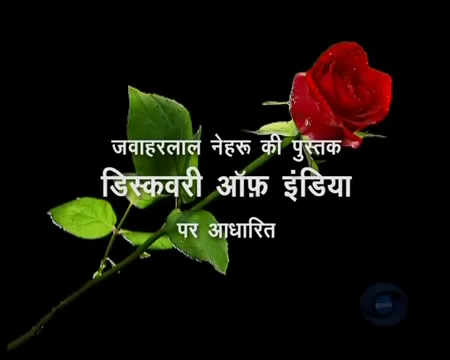 जवाहरलाल नेहरू की पुस्तक
डिस्कवरी ऑफ़ इंडिया
पर आधारित